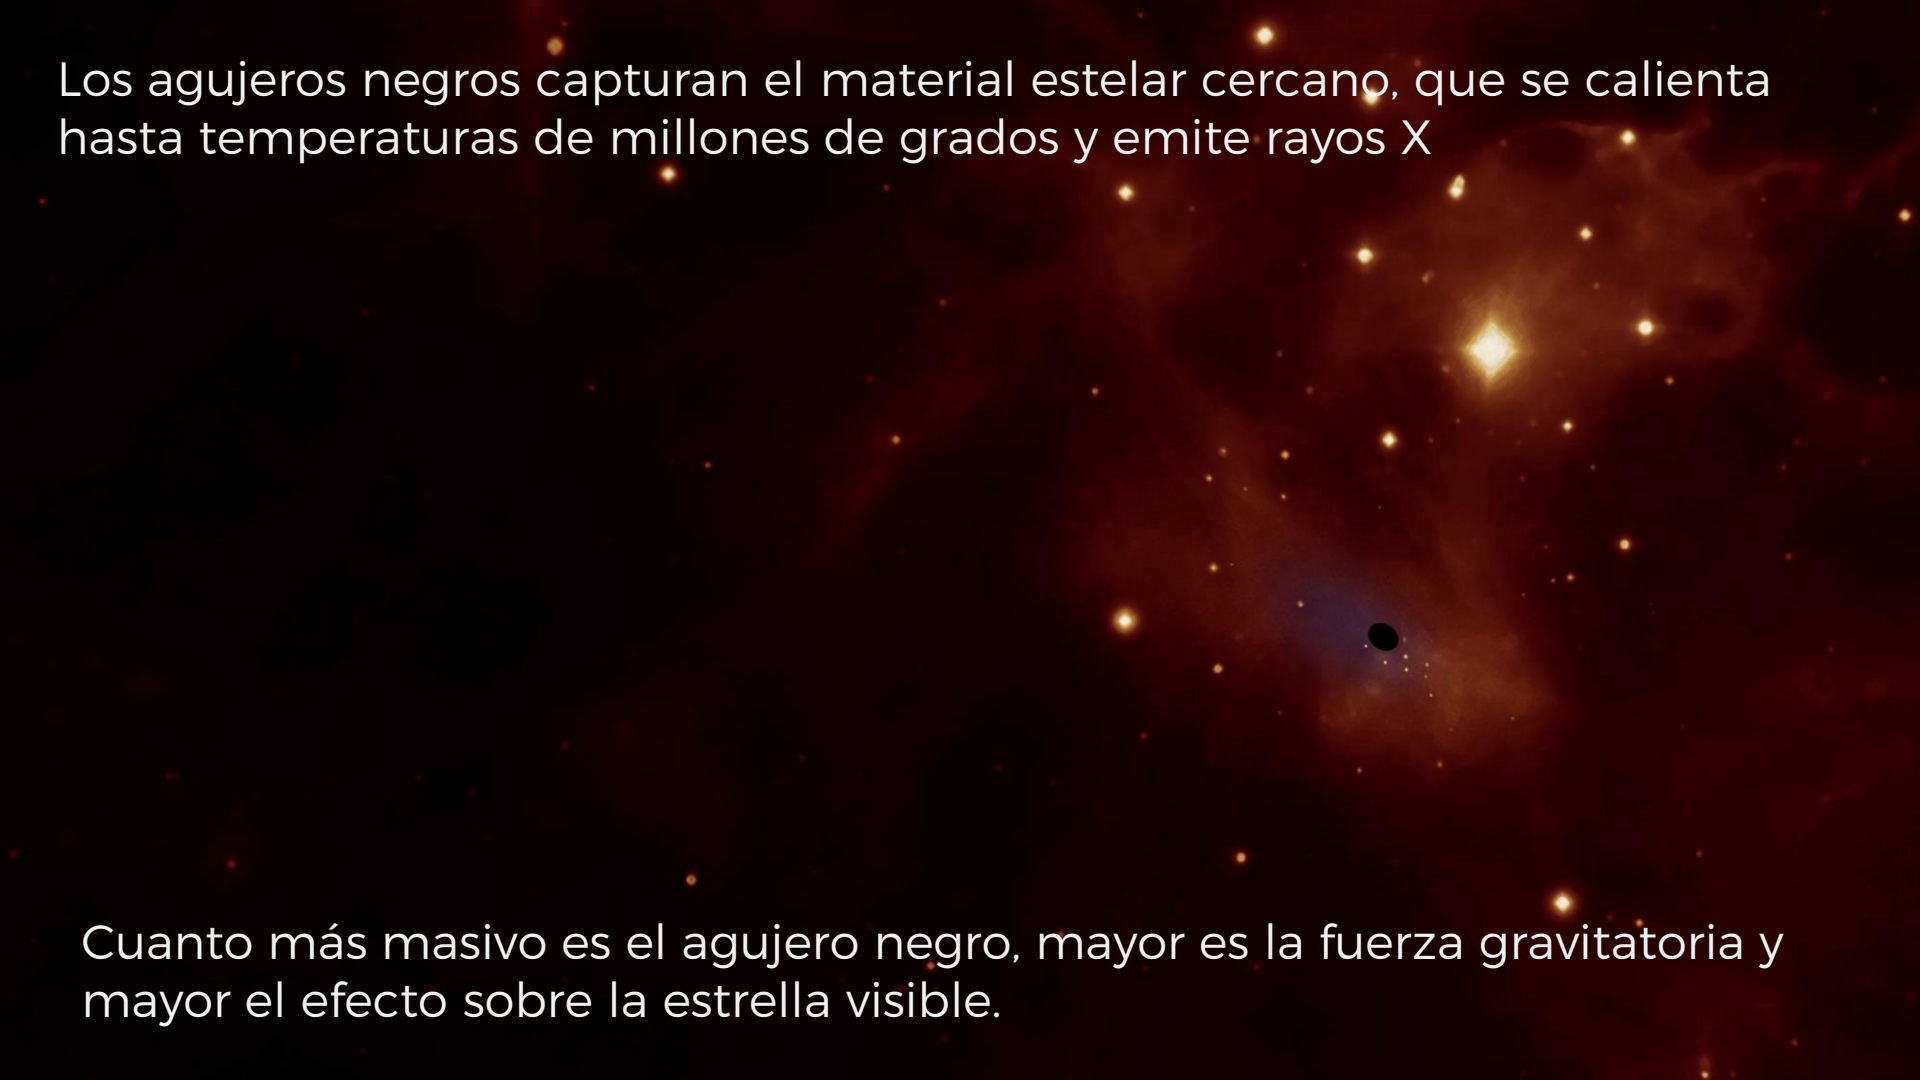 Los agujeros negros capturan el material estelar cercano, que se calienta
hasta temperaturas de millones de grados y emite rayos X
Cuanto más masivo es el agujero negro, mayor es la fuerza gravitatoria y
mayor el efecto sobre la estrella visible.